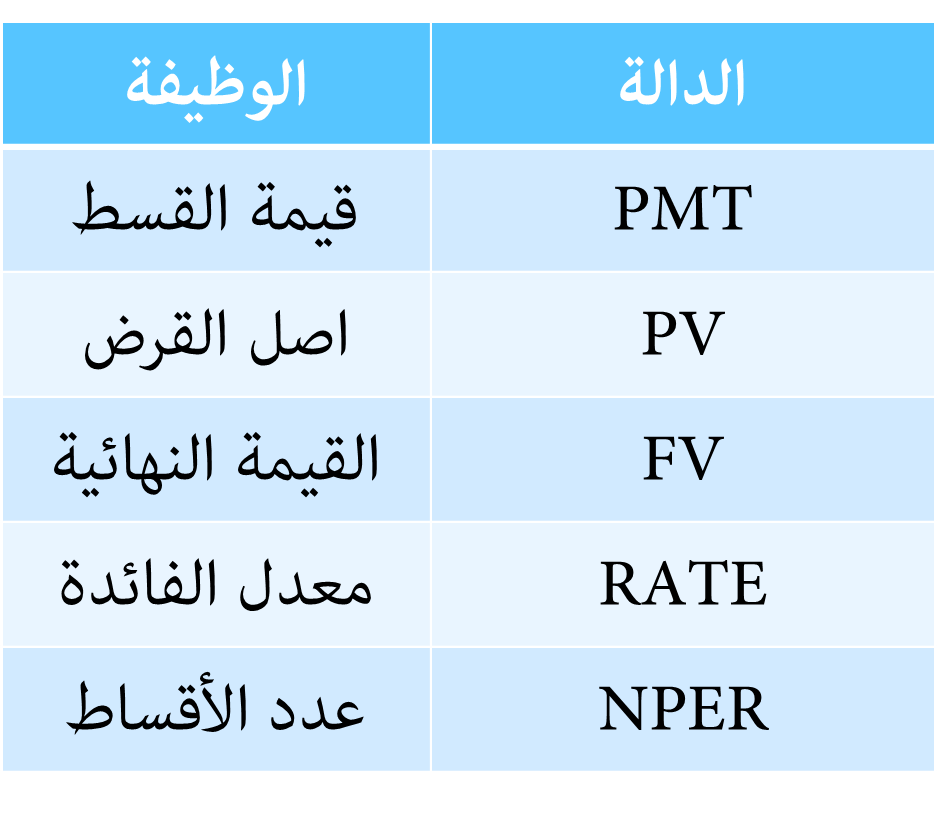 الدالة الوظيفة
PMT قيمة القسط
PV اصل القرض
FV القيمة النهائية
RATE معدل الفائدة
NPER عدد الأقساط